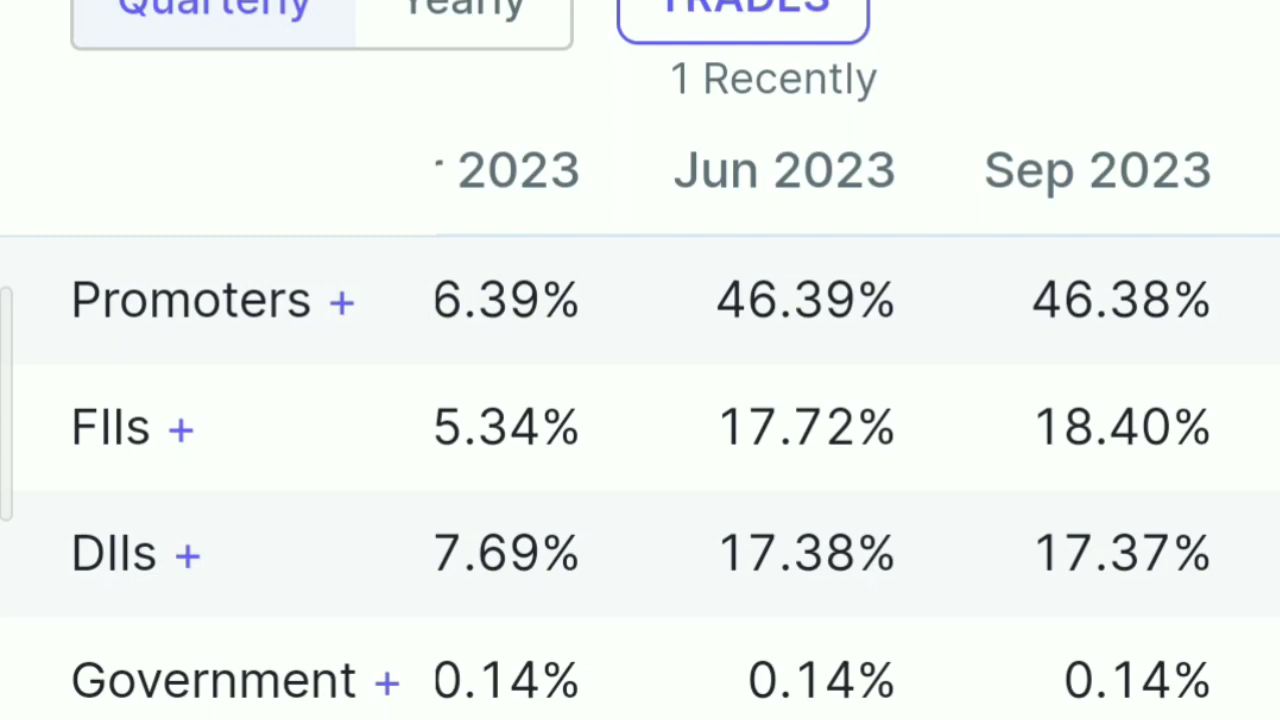 Quarterly Yearly TRADES
1 Recently
2023 Jun 2023 Sep 2023
Promoters + 6.39% 46.39% 46.38%
FIIs + 5.34% 17.72% 18.40%
DIIs + 7.69% 17.38% 17.37%
Government + 0.14% 0.14% 0.14%